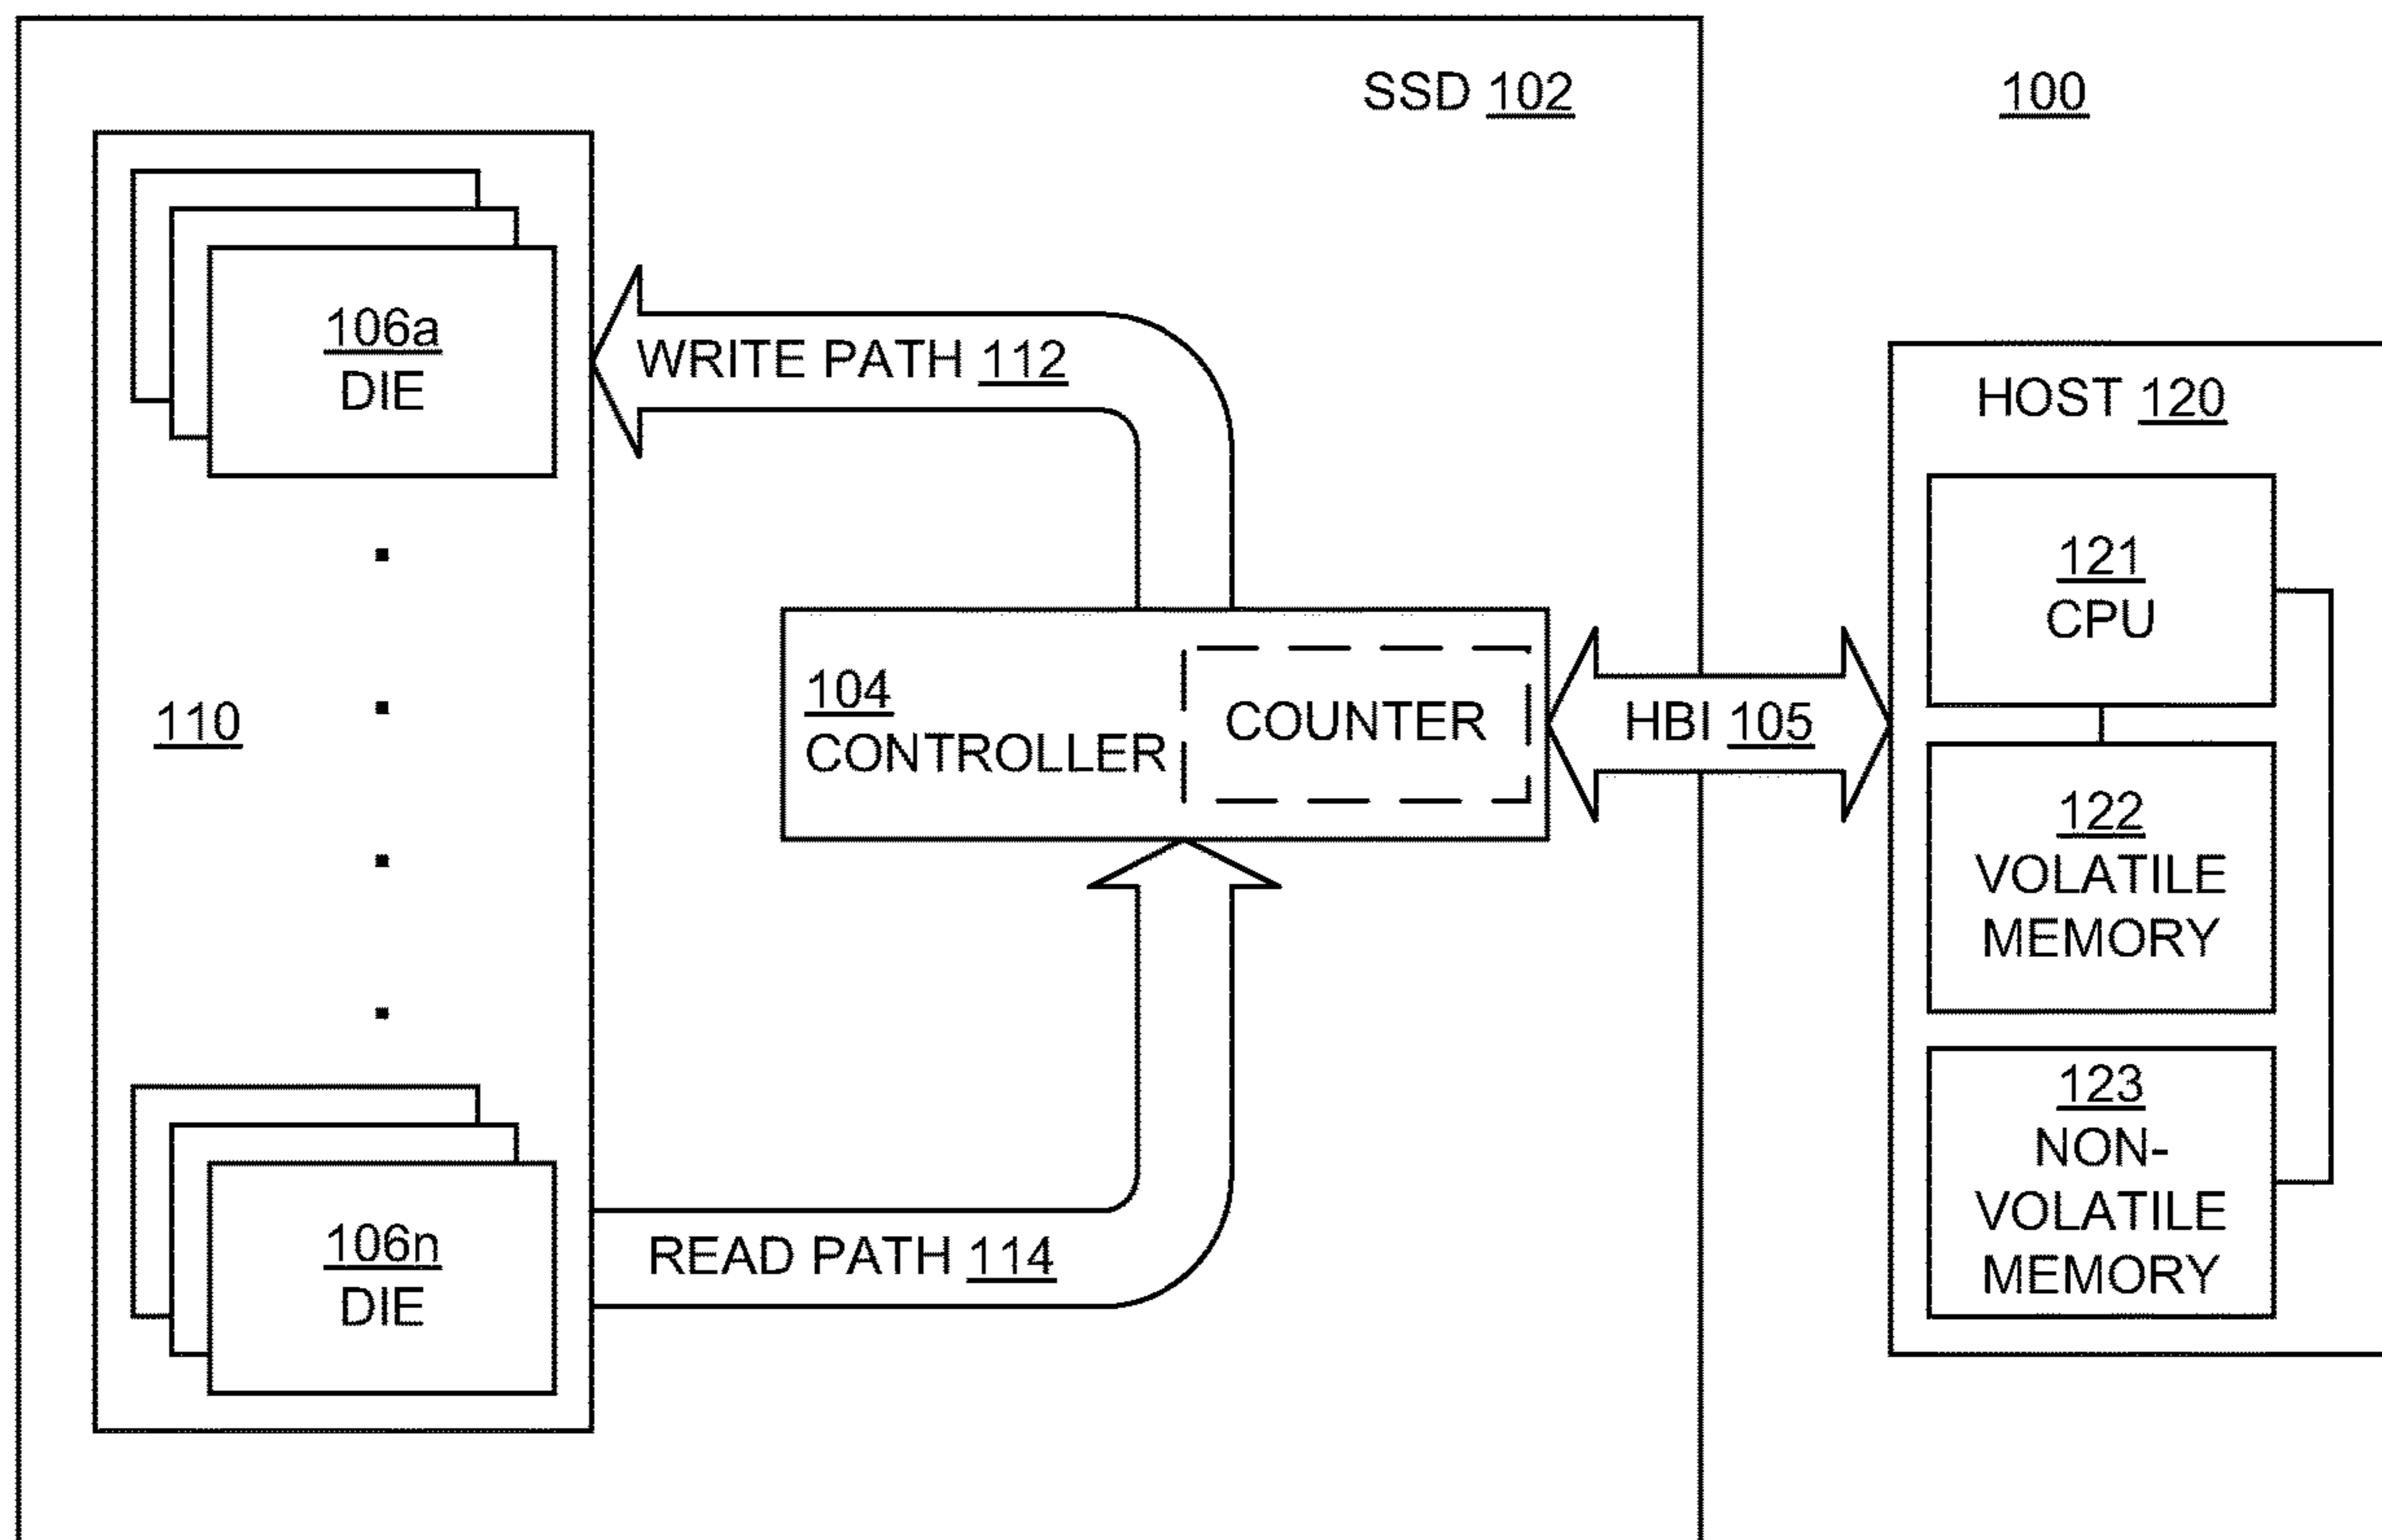 SSD 102
100
106a
DIE
WRITE PATH 112
HOST 120
121
CPU
110
104
CONTROLLER
COUNTER
HBI 105
122
VOLATILE
MEMORY
123
NON-
VOLATILE
MEMORY
106n
DIE
READ PATH 114